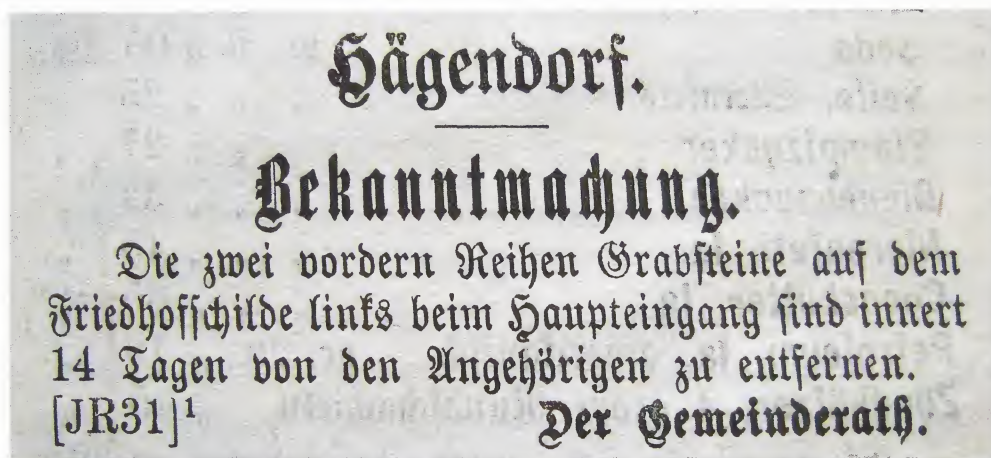 Hägendorf.
Bekanntmachung.
Die zwei vordern Reihen Grabsteine auf dem
Friedhofschilde links beim Haupteingang sind innert
14 Tagen von den Angehörigen zu entfernen.
[JR31]¹ Der Gemeinderath.